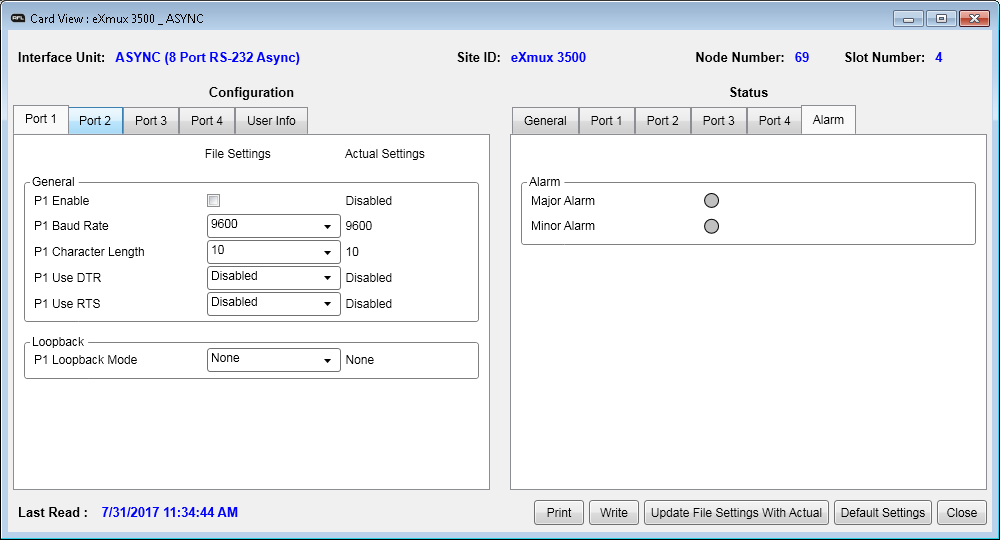 AFL Card View : eXmux 3500 _ ASYNC
Interface Unit: ASYNC (8 Port RS-232 Async) Site ID: eXmux 3500 Node Number: 69 Slot Number: 4
Configuration
Port 1 Port 2 Port 3 Port 4 User Info
File Settings Actual Settings
General
P1 Enable Disabled
P1 Baud Rate 9600 9600
P1 Character Length 10 10
P1 Use DTR Disabled Disabled
P1 Use RTS Disabled Disabled
Loopback
P1 Loopback Mode None None
Status
General Port 1 Port 2 Port 3 Port 4 Alarm
Alarm
Major Alarm
Minor Alarm
Last Read : 7/31/2017 11:34:44 AM
Print Write Update File Settings With Actual Default Settings Close